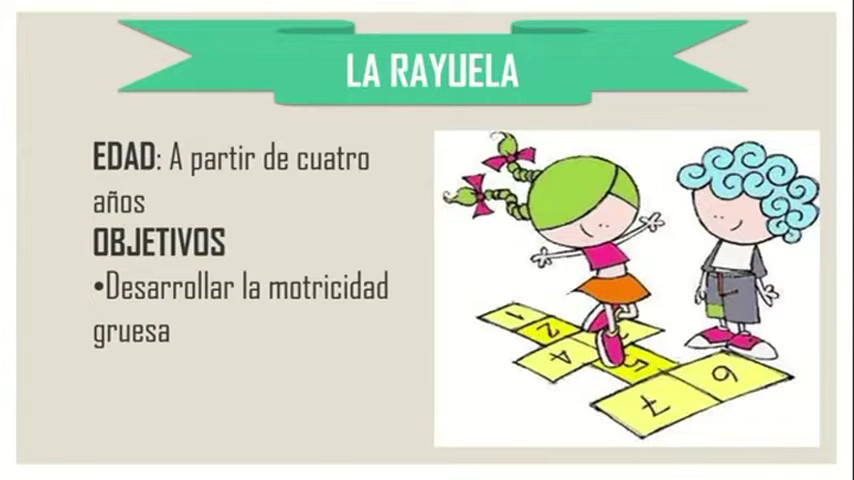 LA RAYUELA
EDAD: A partir de cuatro
años
OBJETIVOS
•Desarrollar la motricidad
gruesa
1
2
4
5
6
7